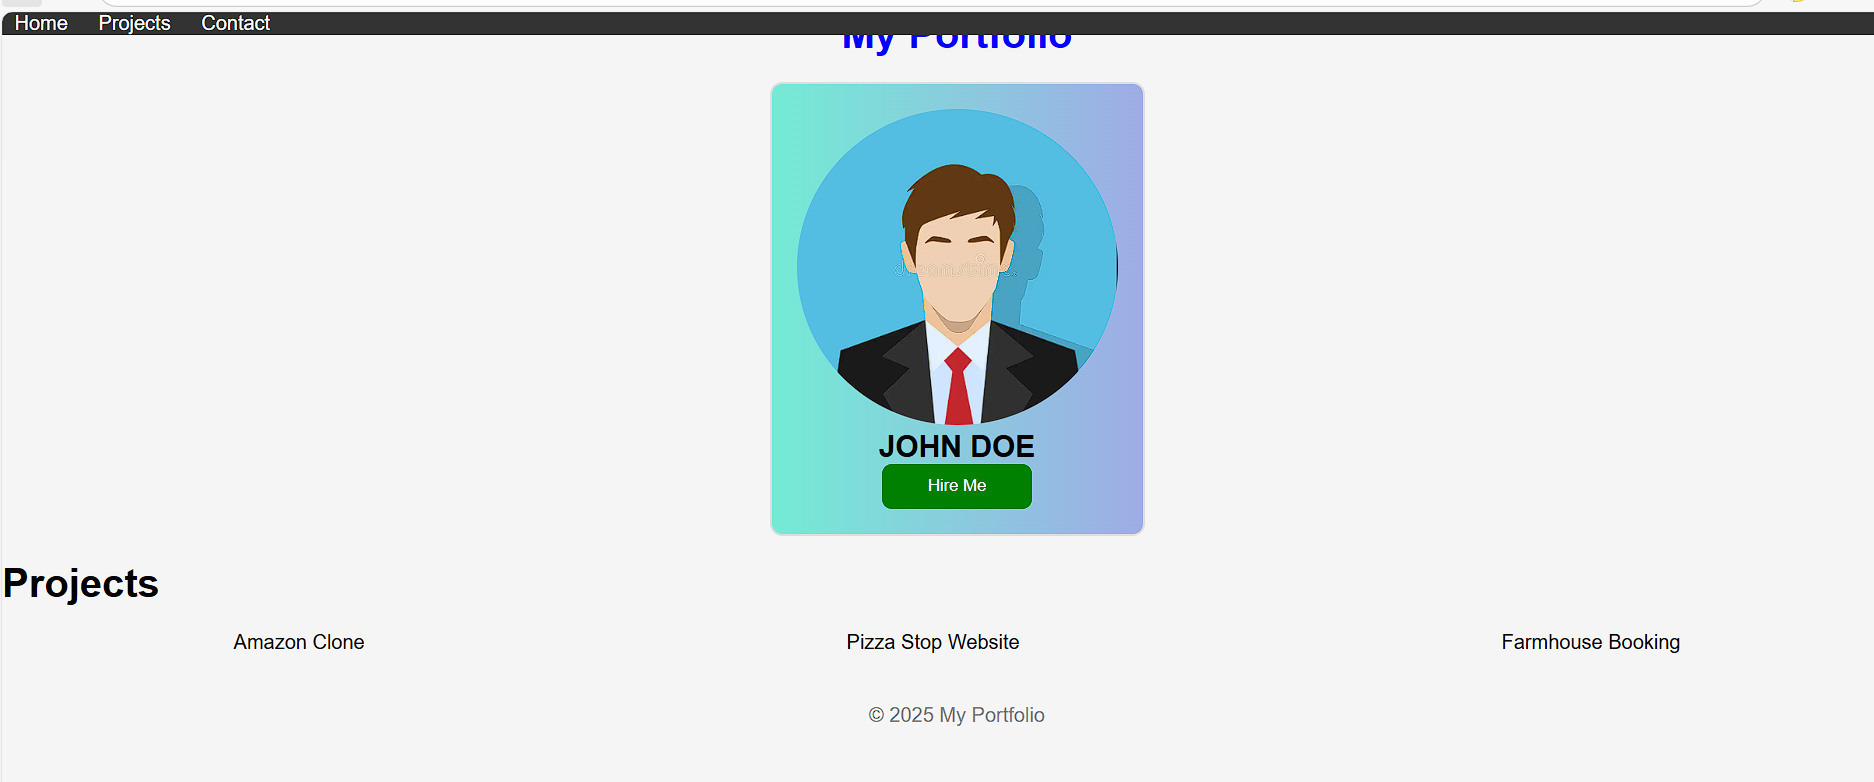 Home Projects Contact
My Portfolio
dreamstime
JOHN DOE
Hire Me
Projects
Amazon Clone Pizza Stop Website Farmhouse Booking
© 2025 My Portfolio